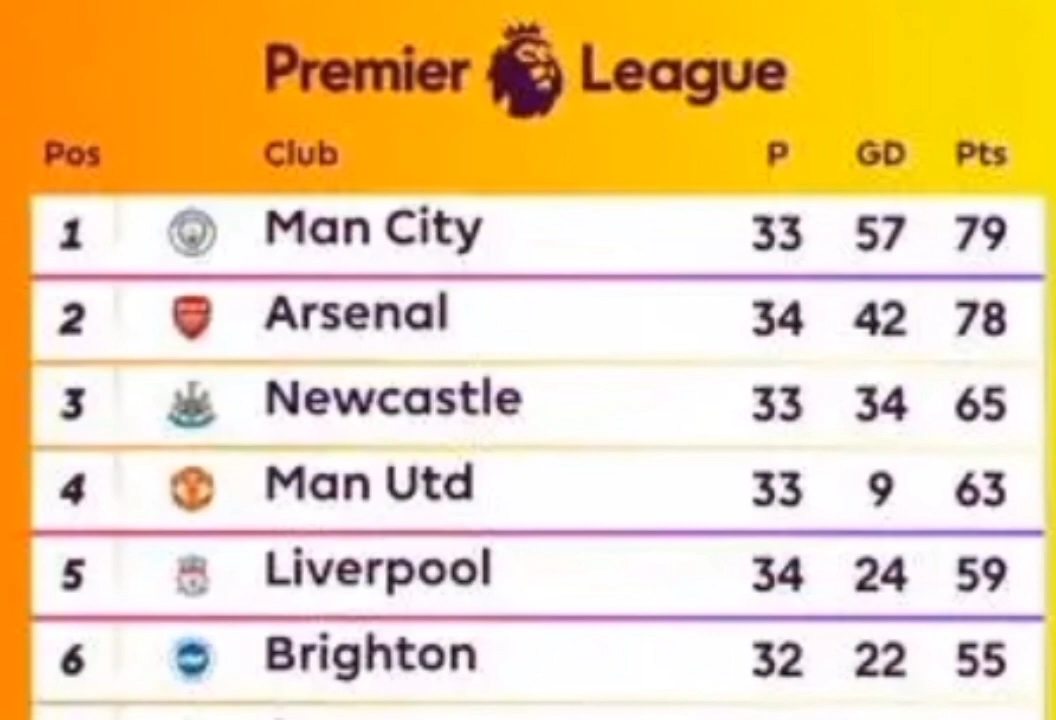 Premier League
Pos Club P GD Pts
1 Man City 33 57 79
2 Arsenal 34 42 78
3 Newcastle 33 34 65
4 Man Utd 33 9 63
5 Liverpool 34 24 59
6 Brighton 32 22 55